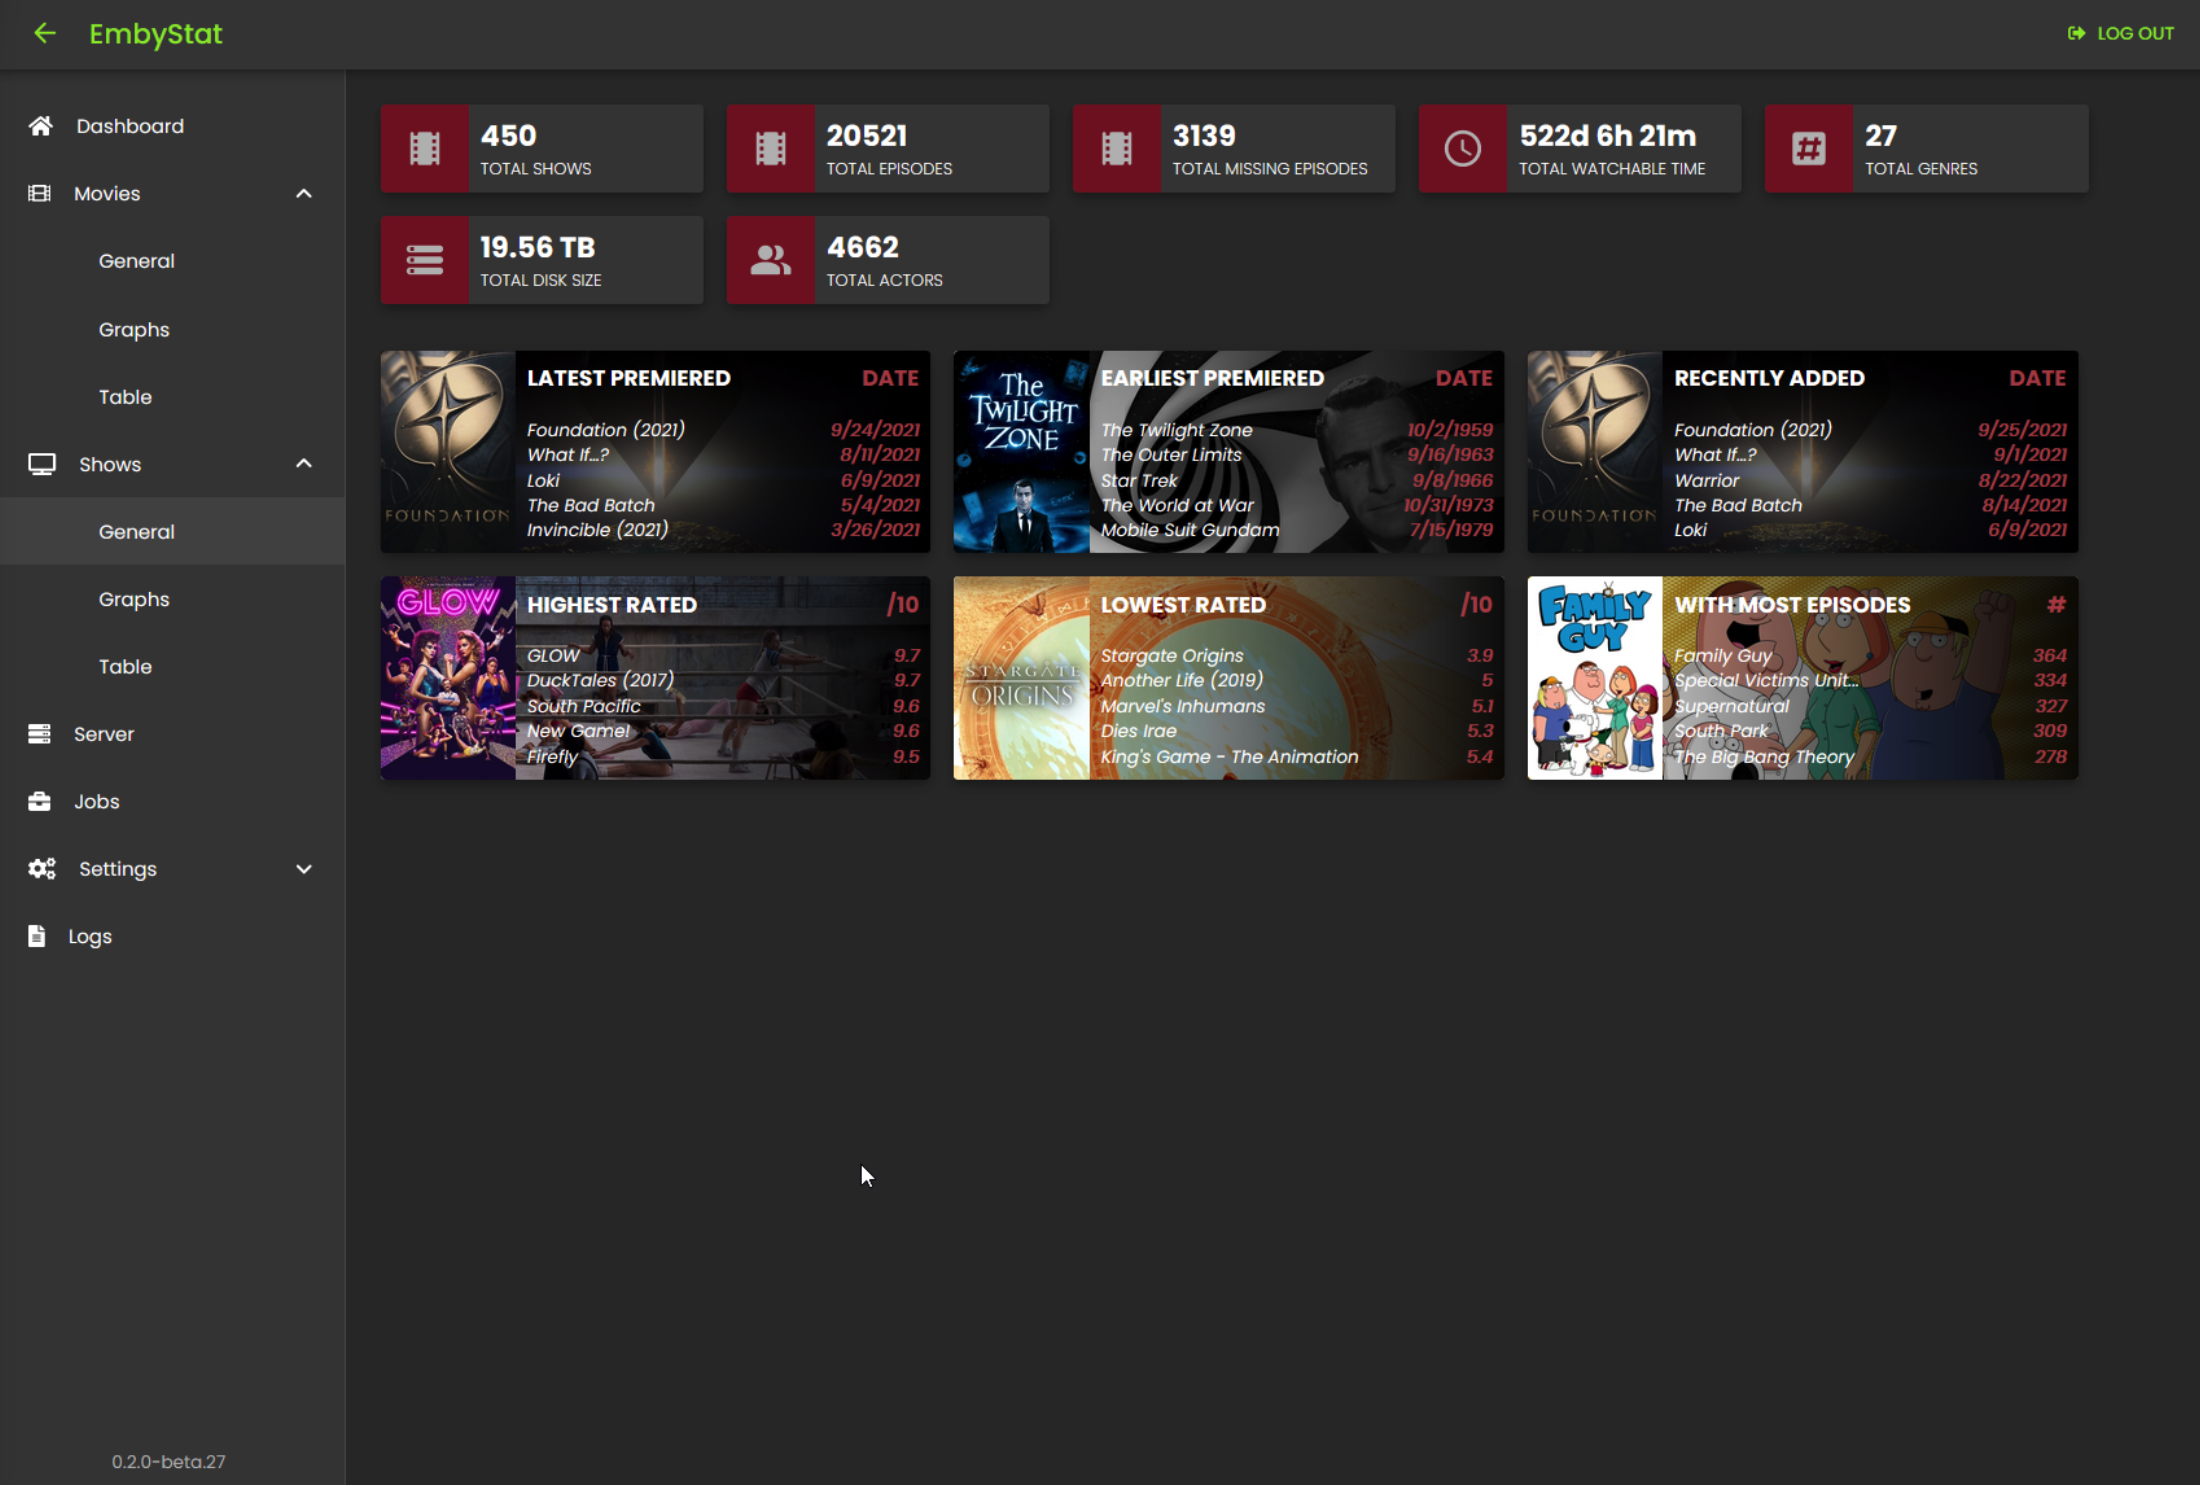 EmbyStat
LOG OUT
Dashboard
Movies
General
Graphs
Table
Shows
General
Graphs
Table
Server
Jobs
Settings
Logs
0.2.0-beta.27
450
TOTAL SHOWS
20521
TOTAL EPISODES
3139
TOTAL MISSING EPISODES
522d 6h 21m
TOTAL WATCHABLE TIME
27
TOTAL GENRES
19.56 TB
TOTAL DISK SIZE
4662
TOTAL ACTORS
FOUNDATION
LATEST PREMIERED DATE
Foundation (2021) 9/24/2021
What If...? 8/11/2021
Loki 6/9/2021
The Bad Batch 5/4/2021
Invincible (2021) 3/26/2021
The
TWILIGHT
ZONE
EARLIEST PREMIERED DATE
The Twilight Zone 10/2/1959
The Outer Limits 9/16/1963
Star Trek 9/8/1966
The World at War 10/31/1973
Mobile Suit Gundam 7/15/1979
FOUNDATION
RECENTLY ADDED DATE
Foundation (2021) 9/25/2021
What If...? 9/1/2021
Warrior 8/22/2021
The Bad Batch 8/14/2021
Loki 6/9/2021
GLOW
HIGHEST RATED /10
GLOW 9.7
DuckTales (2017) 9.7
South Pacific 9.6
New Game! 9.6
Firefly 9.5
STARGATE
ORIGINS
LOWEST RATED /10
Stargate Origins 3.9
Another Life (2019) 5
Marvel's Inhumans 5.1
Dies Irae 5.3
King's Game - The Animation 5.4
FAMILY
GUY
WITH MOST EPISODES #
Family Guy 364
Special Victims Unit... 334
Supernatural 327
South Park 309
The Big Bang Theory 278